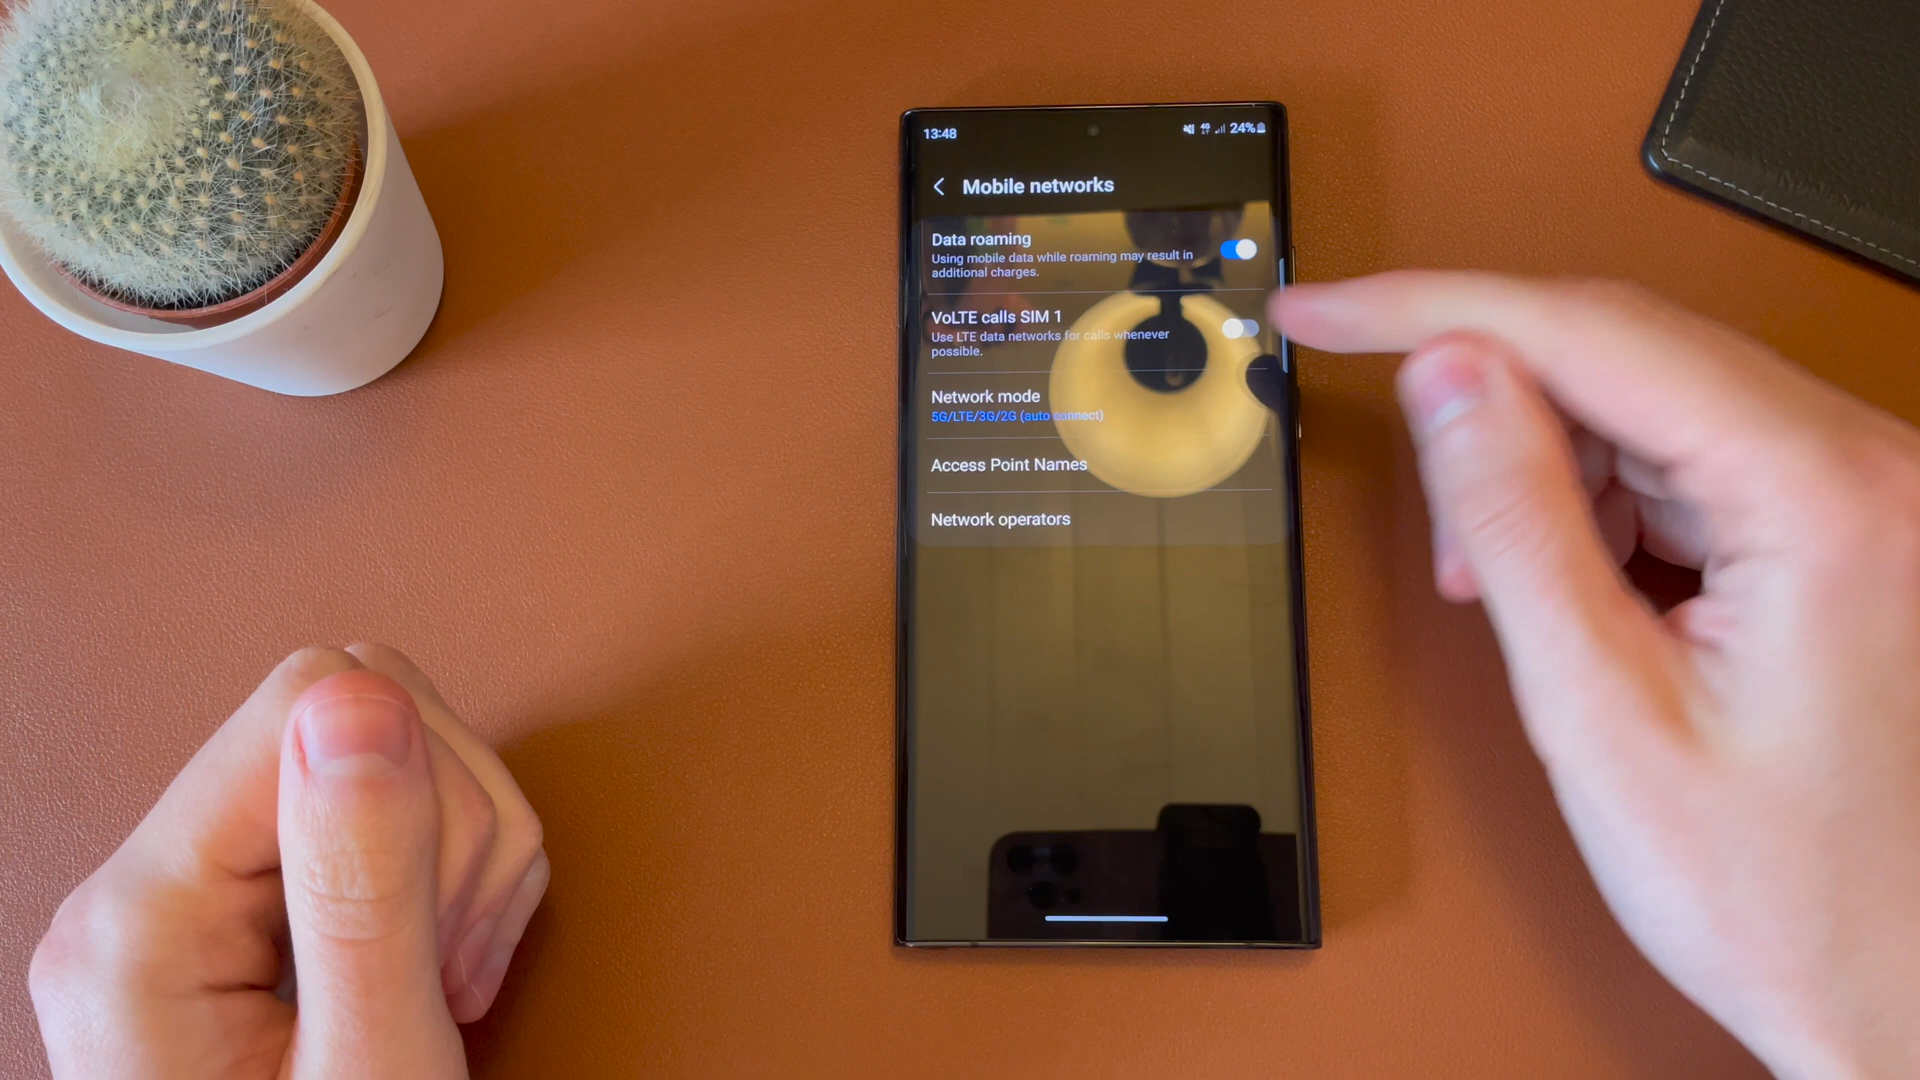 13:48
4G
24%
Mobile networks
Data roaming
Using mobile data while roaming may result in
additional charges.
VoLTE calls SIM 1
Use LTE data networks for calls whenever
possible.
Network mode
5G/LTE/3G/2G (auto connect)
Access Point Names
Network operators